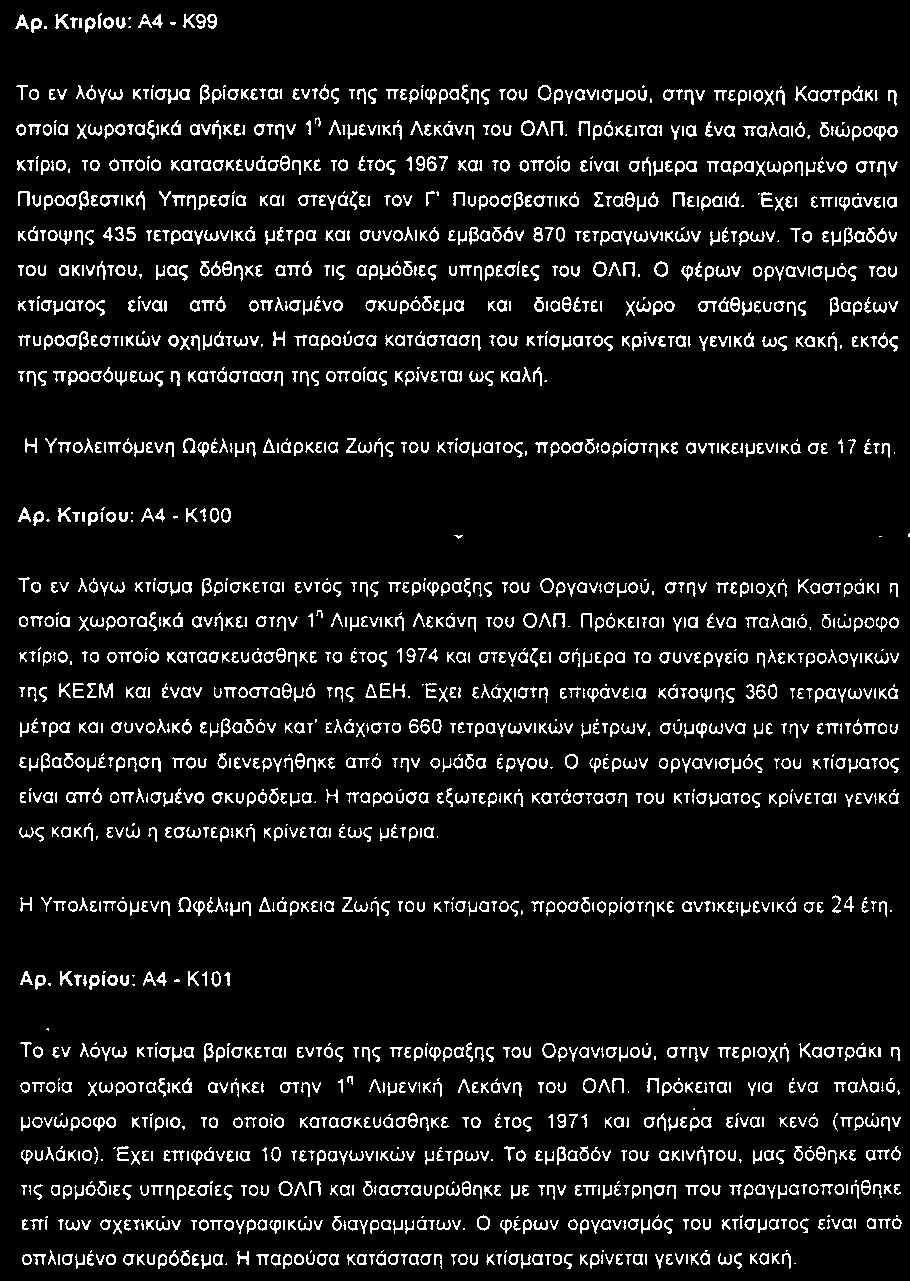 Αρ. Κτιρίου: Α4 - Κ99
Το εν λόγω κτίσμα βρίσκεται εντός της περίφραξης του Οργανισμού, στην περιοχή Καστράκι η
οποία χωροταξικά ανήκει στην 1η Λιμενική Λεκάνη του ΟΛΠ. Πρόκειται για ένα παλαιό, διώροφο
κτίριο, το οποίο κατασκευάσθηκε το έτος 1967 και το οποίο είναι σήμερα παραχωρημένο στην
Πυροσβεστική Υπηρεσία και στεγάζει τον Γ' Πυροσβεστικό Σταθμό Πειραιά. Έχει επιφάνεια
κάτοψης 435 τετραγωνικά μέτρα και συνολικό εμβαδόν 870 τετραγωνικών μέτρων. Το εμβαδόν
του ακινήτου, μας δόθηκε από τις αρμόδιες υπηρεσίες του ΟΛΠ. Ο φέρων οργανισμός του
κτίσματος είναι από οπλισμένο σκυρόδεμα και διαθέτει χώρο στάθμευσης βαρέων
πυροσβεστικών οχημάτων. Η παρούσα κατάσταση του κτίσματος κρίνεται γενικά ως κακή, εκτός
της προσόψεως η κατάσταση της οποίας κρίνεται ως καλή.
Η Υπολειπόμενη Ωφέλιμη Διάρκεια Ζωής του κτίσματος, προσδιορίστηκε αντικειμενικά σε 17 έτη.
Αρ. Κτιρίου: Α4 - Κ100
Το εν λόγω κτίσμα βρίσκεται εντός της περίφραξης του Οργανισμού, στην περιοχή Καστράκι η
οποία χωροταξικά ανήκει στην 1η Λιμενική Λεκάνη του ΟΛΠ. Πρόκειται για ένα παλαιό, διώροφο
κτίριο, το οποίο κατασκευάσθηκε το έτος 1974 και στεγάζει σήμερα το συνεργείο ηλεκτρολογικών
της ΚΕΣΜ και έναν υποσταθμό της ΔΕΗ. Έχει ελάχιστη επιφάνεια κάτοψης 360 τετραγωνικά
μέτρα και συνολικό εμβαδόν κατ' ελάχιστο 660 τετραγωνικών μέτρων, σύμφωνα με την επιτόπου
εμβαδομέτρηση που διενεργήθηκε από την ομάδα έργου. Ο φέρων οργανισμός του κτίσματος
είναι από οπλισμένο σκυρόδεμα. Η παρούσα εξωτερική κατάσταση του κτίσματος κρίνεται γενικά
ως κακή, ενώ η εσωτερική κρίνεται έως μέτρια.
Η Υπολειπόμενη Ωφέλιμη Διάρκεια Ζωής του κτίσματος, προσδιορίστηκε αντικειμενικά σε 24 έτη.
Αρ. Κτιρίου: Α4 - Κ101
Το εν λόγω κτίσμα βρίσκεται εντός της περίφραξης του Οργανισμού, στην περιοχή Καστράκι η
οποία χωροταξικά ανήκει στην 1η Λιμενική Λεκάνη του ΟΛΠ. Πρόκειται για ένα παλαιό,
μονώροφο κτίριο, το οποίο κατασκευάσθηκε το έτος 1971 και σήμερα είναι κενό (πρώην
φυλάκιο). Έχει επιφάνεια 10 τετραγωνικών μέτρων. Το εμβαδόν του ακινήτου, μας δόθηκε από
τις αρμόδιες υπηρεσίες του ΟΛΠ και διασταυρώθηκε με την επιμέτρηση που πραγματοποιήθηκε
επί των σχετικών τοπογραφικών διαγραμμάτων. Ο φέρων οργανισμός του κτίσματος είναι από
οπλισμένο σκυρόδεμα. Η παρούσα κατάσταση του κτίσματος κρίνεται γενικά ως κακή.